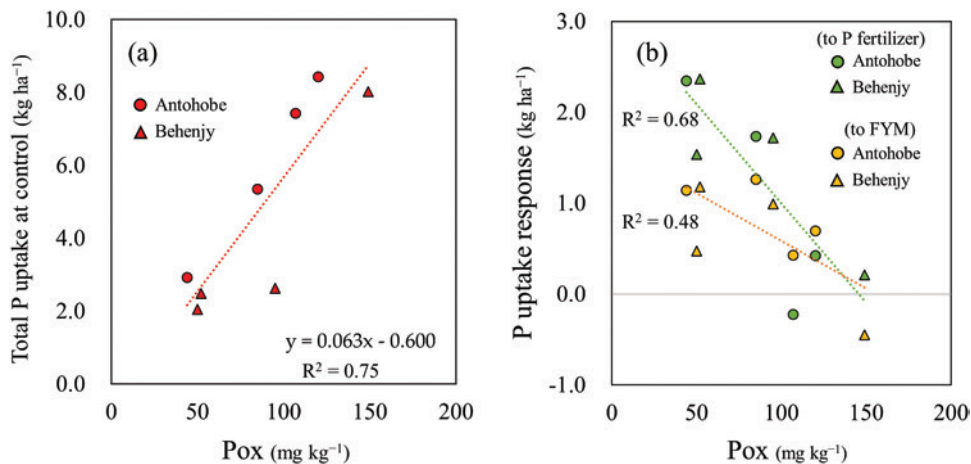 (a)
Total P uptake at control (kg ha⁻¹)
10.0
8.0
6.0
4.0
2.0
0.0
Antohobe
Behenjy
y = 0.063x - 0.600
R² = 0.75
0 50 100 150 200
Pox (mg kg⁻¹)
(b)
P uptake response (kg ha⁻¹)
3.0
2.0
1.0
0.0
-1.0
(to P fertilizer)
Antohobe
Behenjy
(to FYM)
Antohobe
Behenjy
R² = 0.68
R² = 0.48
0 50 100 150 200
Pox (mg kg⁻¹)